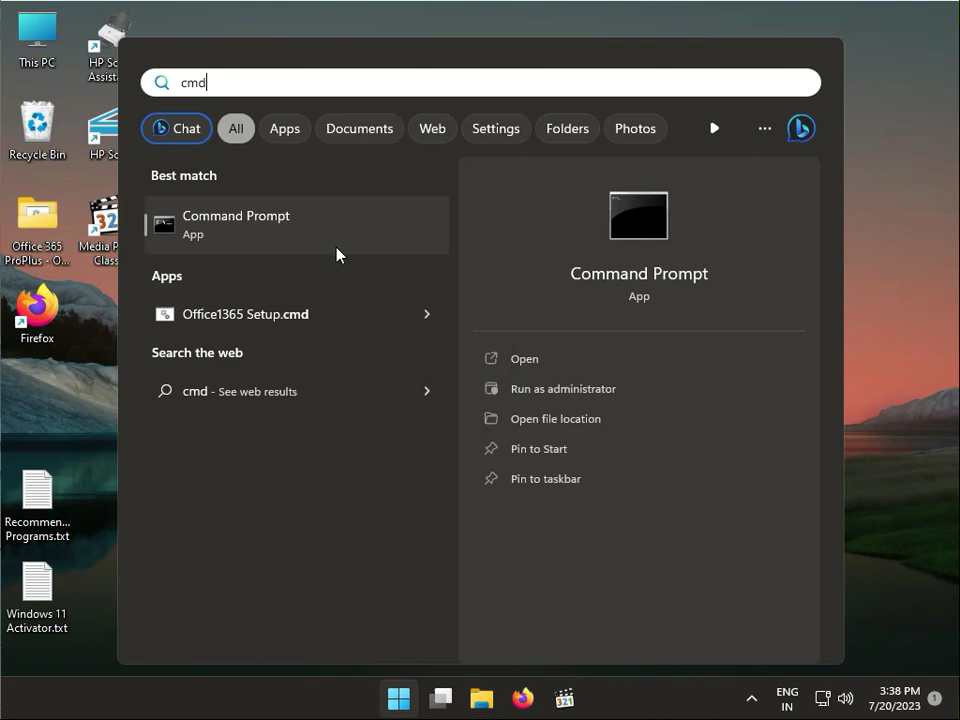 This PC
HP Sc
Assist
Recycle Bin
HP Sc
Office 365
ProPlus - O...
Media P
Class
Firefox
Recommen...
Programs.txt
Windows 11
Activator.txt
cmd
Chat
All
Apps
Documents
Web
Settings
Folders
Photos
Best match
Command Prompt
App
Apps
Office1365 Setup.cmd
Search the web
cmd - See web results
Command Prompt
App
Open
Run as administrator
Open file location
Pin to Start
Pin to taskbar
ENG
IN
3:38 PM
7/20/2023
1